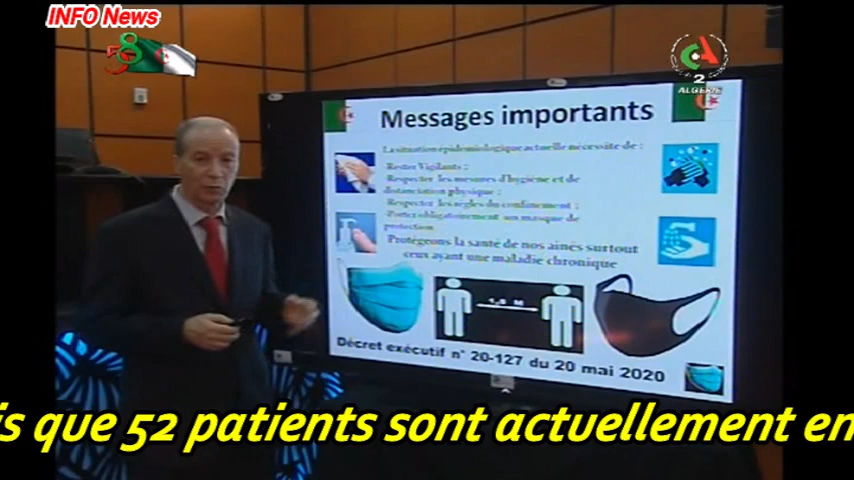 INFO News
58
2
ALGERIE
Messages importants
La situation épidémiologique actuelle nécessite de :
-Rester Vigilants ;
-Respecter les mesures d'hygiène et de
distanciation physique ;
-Respecter les règles du confinement ;
-Porter obligatoirement un masque de
protection
Protégeons la santé de nos ainés surtout
ceux ayant une maladie chronique
1,5 M
Décret exécutif n° 20-127 du 20 mai 2020
is que 52 patients sont actuellement en